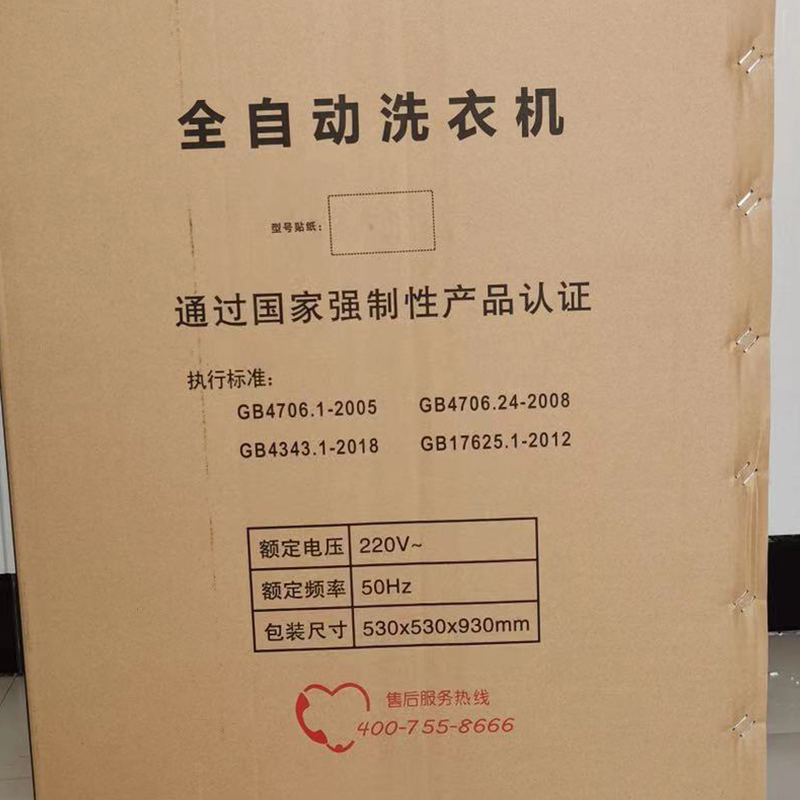 全自动洗衣机
型号贴纸:
通过国家强制性产品认证
执行标准:
GB4706.1-2005 GB4706.24-2008
GB4343.1-2018 GB17625.1-2012
额定电压 220V~
额定频率 50Hz
包装尺寸 530x530x930mm
售后服务热线
400-755-8666